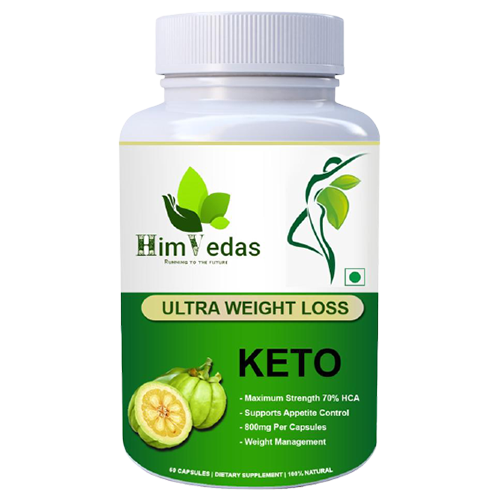 HimVedas
Running to the future
ULTRA WEIGHT LOSS
KETO
- Maximum Strength 70% HCA
- Supports Appetite Control
- 800mg Per Capsules
- Weight Management
60 CAPSULES | DIETARY SUPPLEMENT | 100% NATURAL